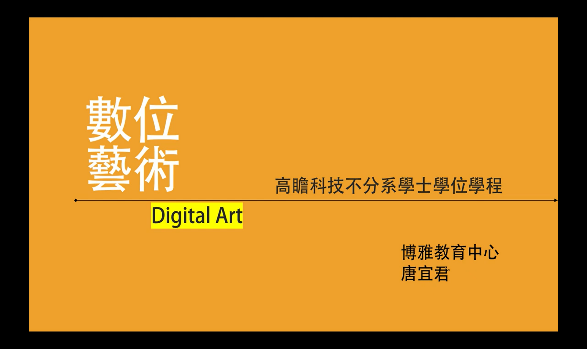 數位
藝術
高瞻科技不分系學士學位學程
Digital Art
博雅教育中心
唐宜君